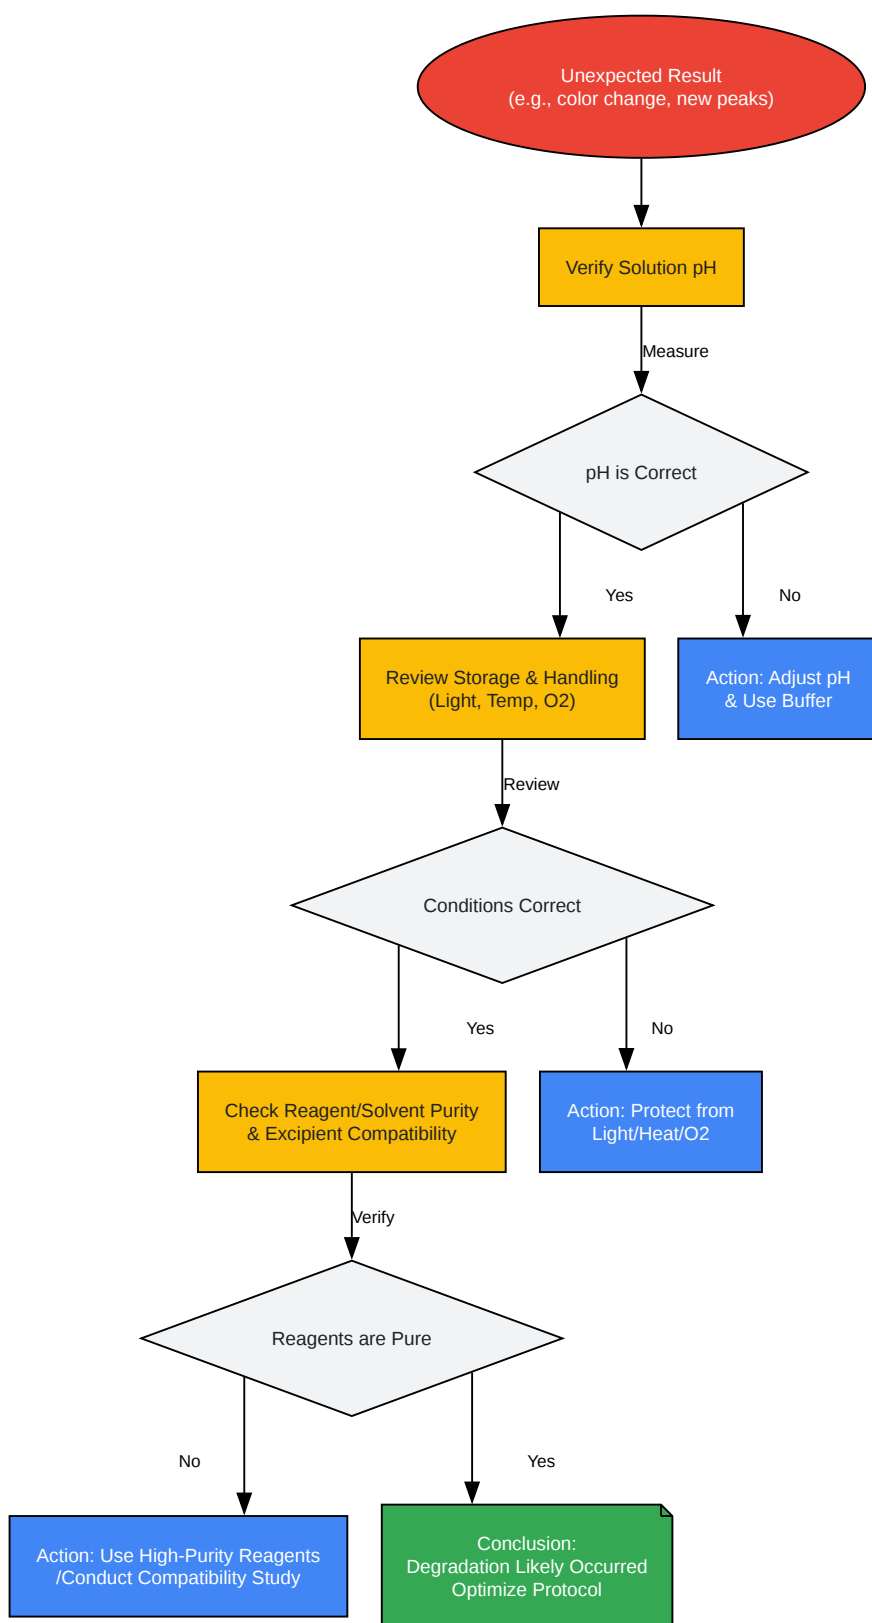 Unexpected Result
(e.g., color change, new peaks)
Verify Solution pH
Measure
pH is Correct
Yes
No
Review Storage & Handling
(Light, Temp, O2)
Action: Adjust pH
& Use Buffer
Review
Conditions Correct
Yes
No
Check Reagent/Solvent Purity
& Excipient Compatibility
Action: Protect from
Light/Heat/O2
Verify
Reagents are Pure
No
Yes
Action: Use High-Purity Reagents
/Conduct Compatibility Study
Conclusion:
Degradation Likely Occurred
Optimize Protocol